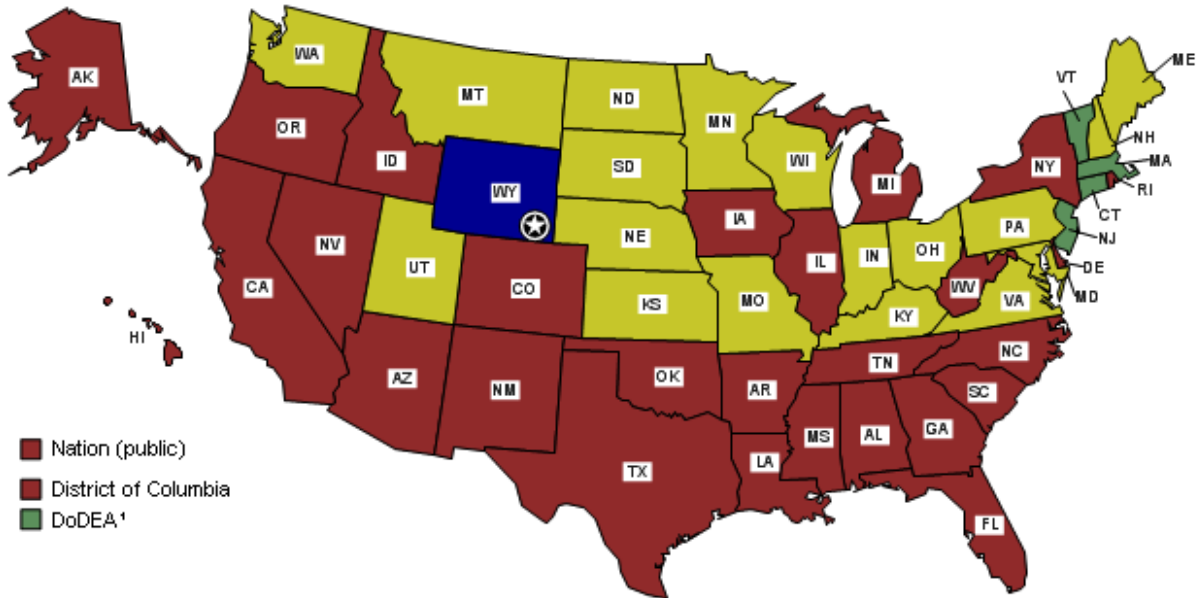 AK
WA
MT
ND
MN
ME
VT
OR
ID
WY
SD
WI
MI
NY
NH
MA
RI
CT
NJ
NV
UT
CO
NE
IA
IL
IN
OH
PA
DE
MD
CA
KS
MO
KY
WV
VA
HI
AZ
NM
OK
AR
TN
NC
SC
MS
AL
GA
TX
LA
FL
Nation (public)
District of Columbia
DoDEA¹